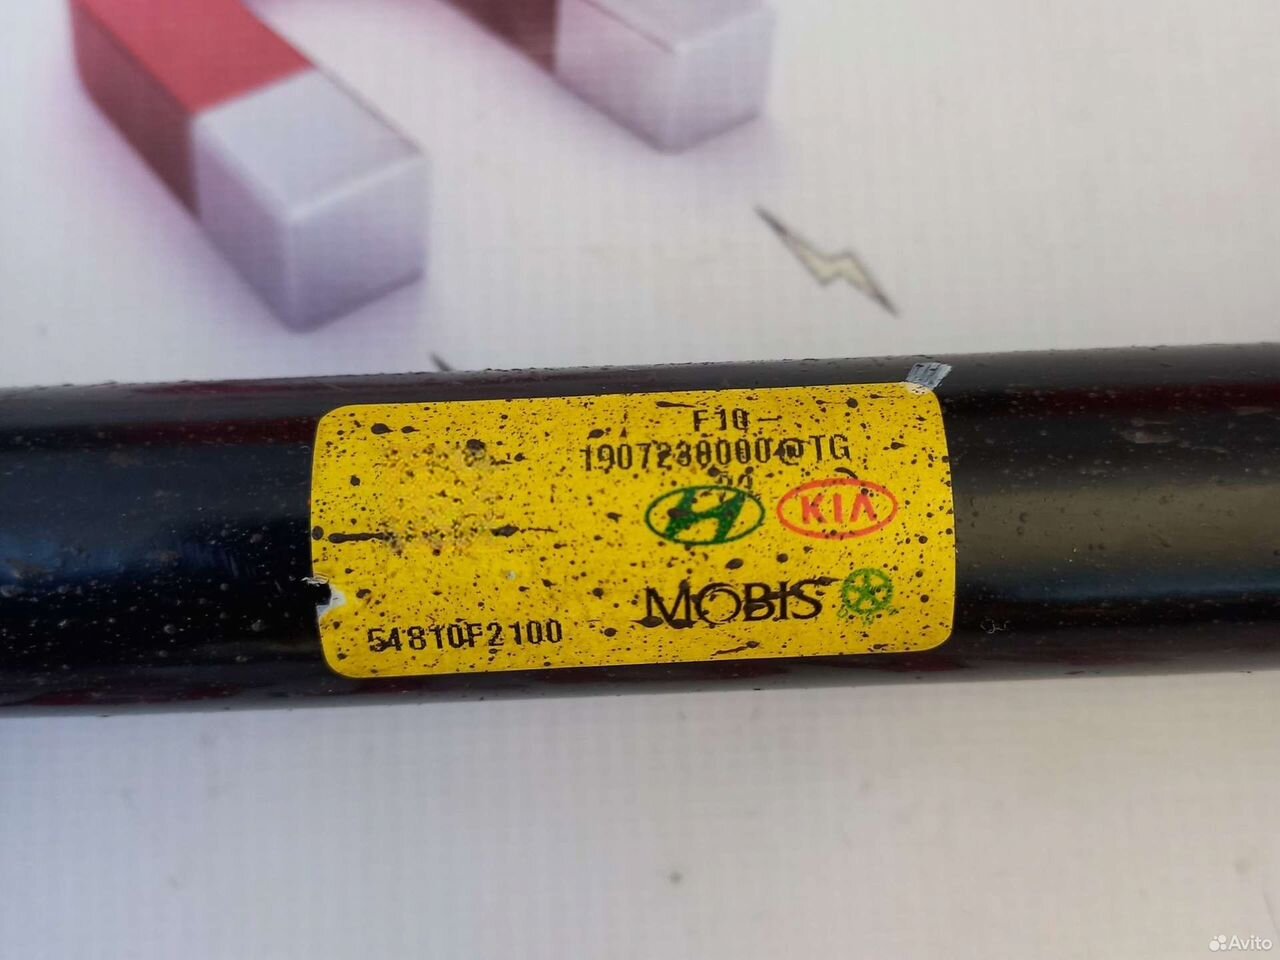 F10-
1907230000@TG
KIA
MOBIS
54810F2100
Avito